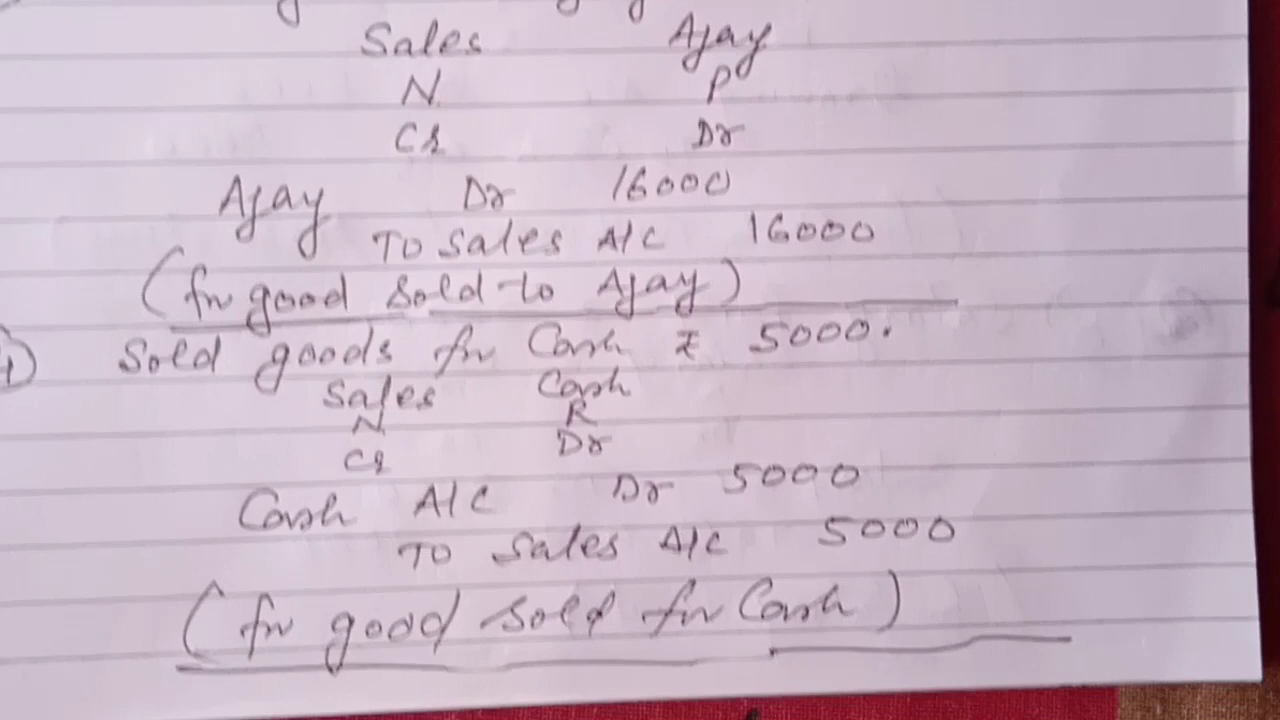 Sales Ajay
N P
Cr Dr
Ajay Dr 16000
TO Sales A/C 16000
(for good sold to Ajay)
Sold goods for Cash ₹ 5000.
Sales Cash
N R
Cr Dr
Cash A/C Dr 5000
TO Sales A/C 5000
(for good sold for Cash)